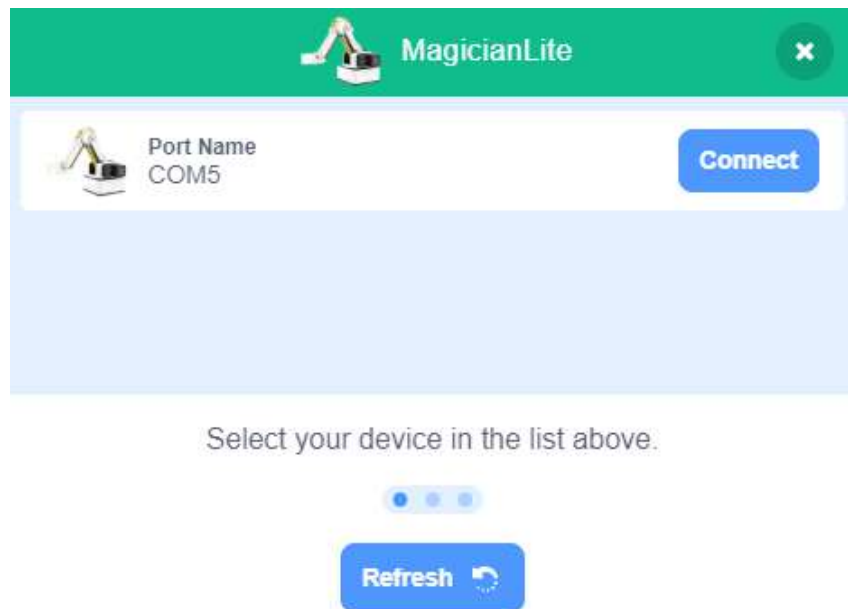 MagicianLite
Port Name
COM5
Connect
Select your device in the list above.
Refresh